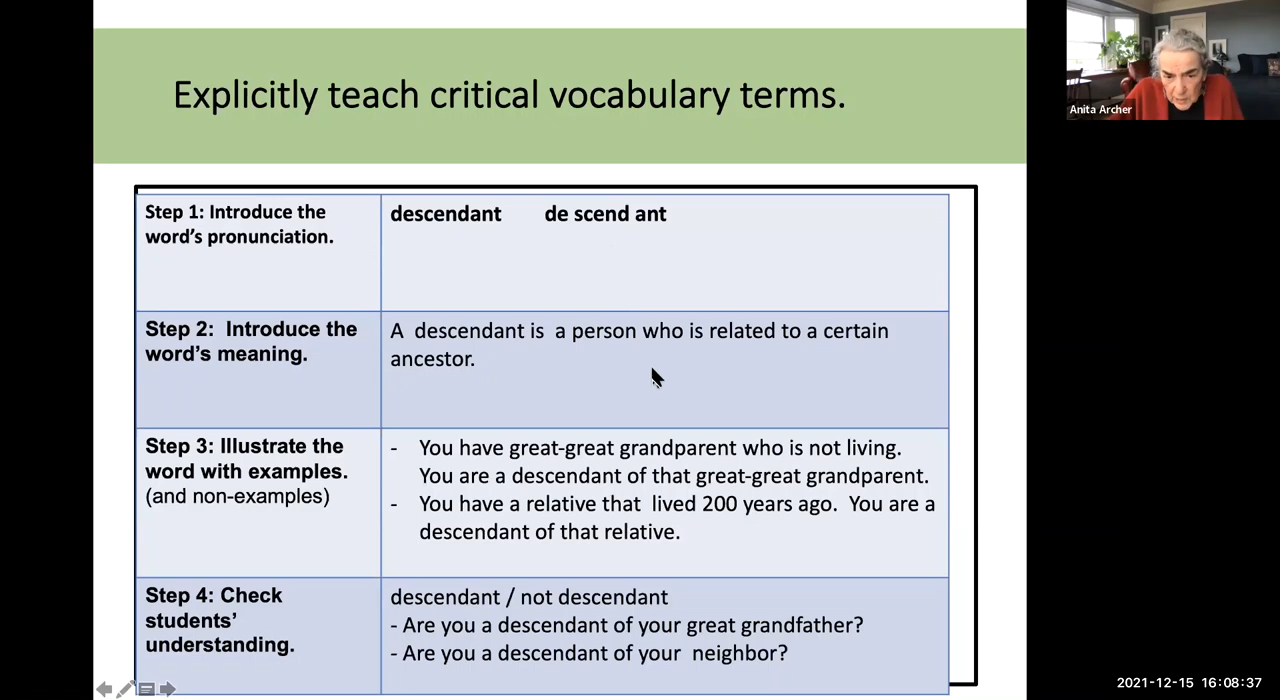 Explicitly teach critical vocabulary terms.
Anita Archer
Step 1: Introduce the
word's pronunciation.
descendant de scend ant
Step 2: Introduce the
word's meaning.
A descendant is a person who is related to a certain
ancestor.
Step 3: Illustrate the
word with examples.
(and non-examples)
- You have great-great grandparent who is not living.
You are a descendant of that great-great grandparent.
- You have a relative that lived 200 years ago. You are a
descendant of that relative.
Step 4: Check
students'
understanding.
descendant / not descendant
- Are you a descendant of your great grandfather?
- Are you a descendant of your neighbor?
2021-12-15 16:08:37